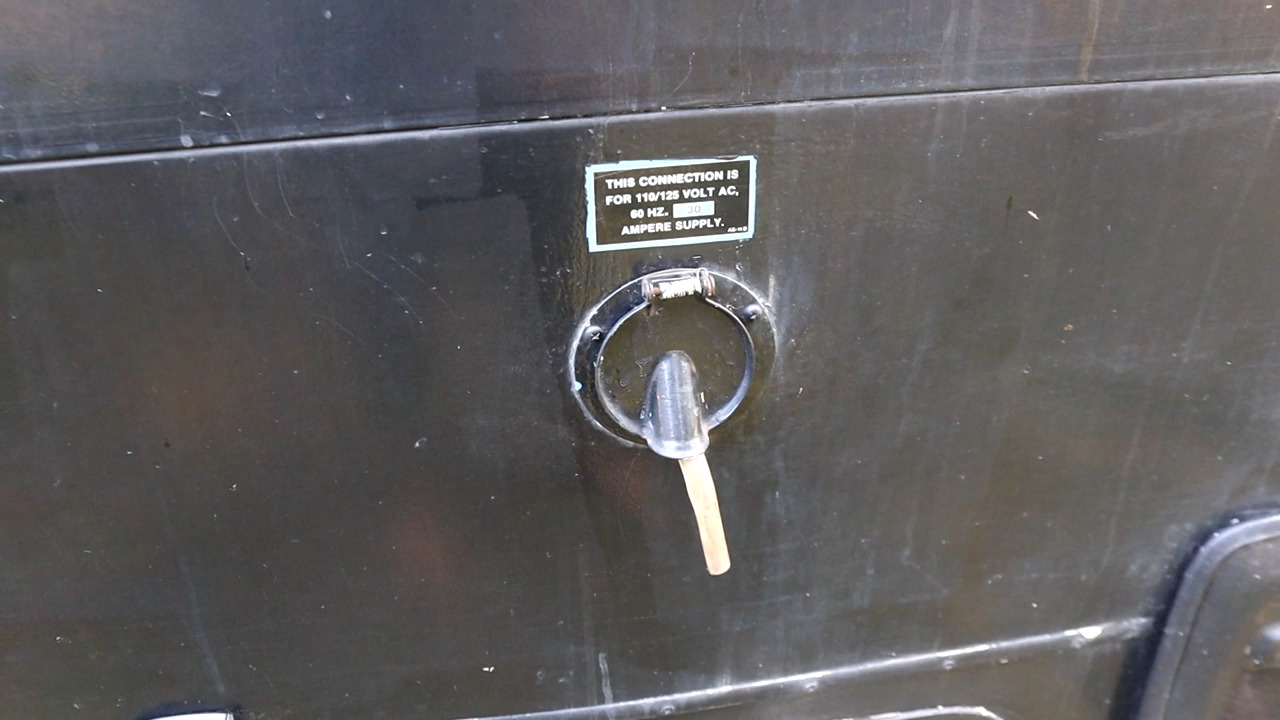 THIS CONNECTION IS
FOR 110/125 VOLT AC,
60 HZ. 30
AMPERE SUPPLY.